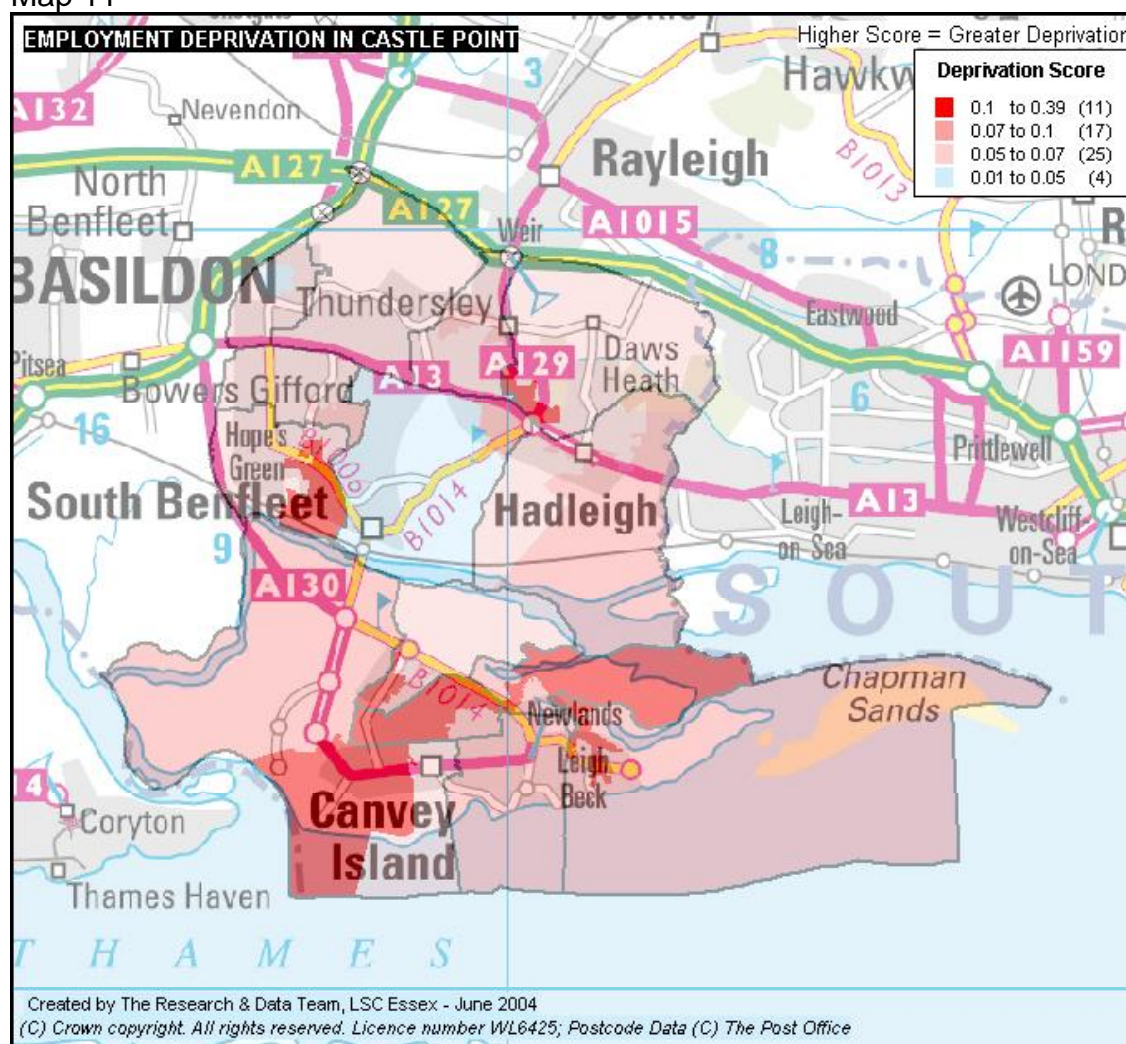 EMPLOYMENT DEPRIVATION IN CASTLE POINT
Higher Score = Greater Deprivation
Deprivation Score
0.1 to 0.39 (11)
0.07 to 0.1 (17)
0.05 to 0.07 (25)
0.01 to 0.05 (4)
3
Hawkw
A132
Nevendon
B1013
Rayleigh
A127
North
Benfleet
A127
Weir
A1015
8
R
BASILDON
Thundersley
LOND
Eastwood
Pitsea
A129
Daws
Heath
A1159
A13
Bowers Gifford
6
16
Hope's
Green
B1006
Prittlewell
South Benfleet
B1014
Hadleigh
A13
Leigh-
on-Sea
Westcliff-
on-Sea
9
A130
SOUT
Chapman
Sands
B1014
Newlands
Leigh
Beck
14
Coryton
Canvey
Island
Thames Haven
THAMES
Created by The Research & Data Team, LSC Essex - June 2004
(C) Crown copyright. All rights reserved. Licence number WL6425; Postcode Data (C) The Post Office